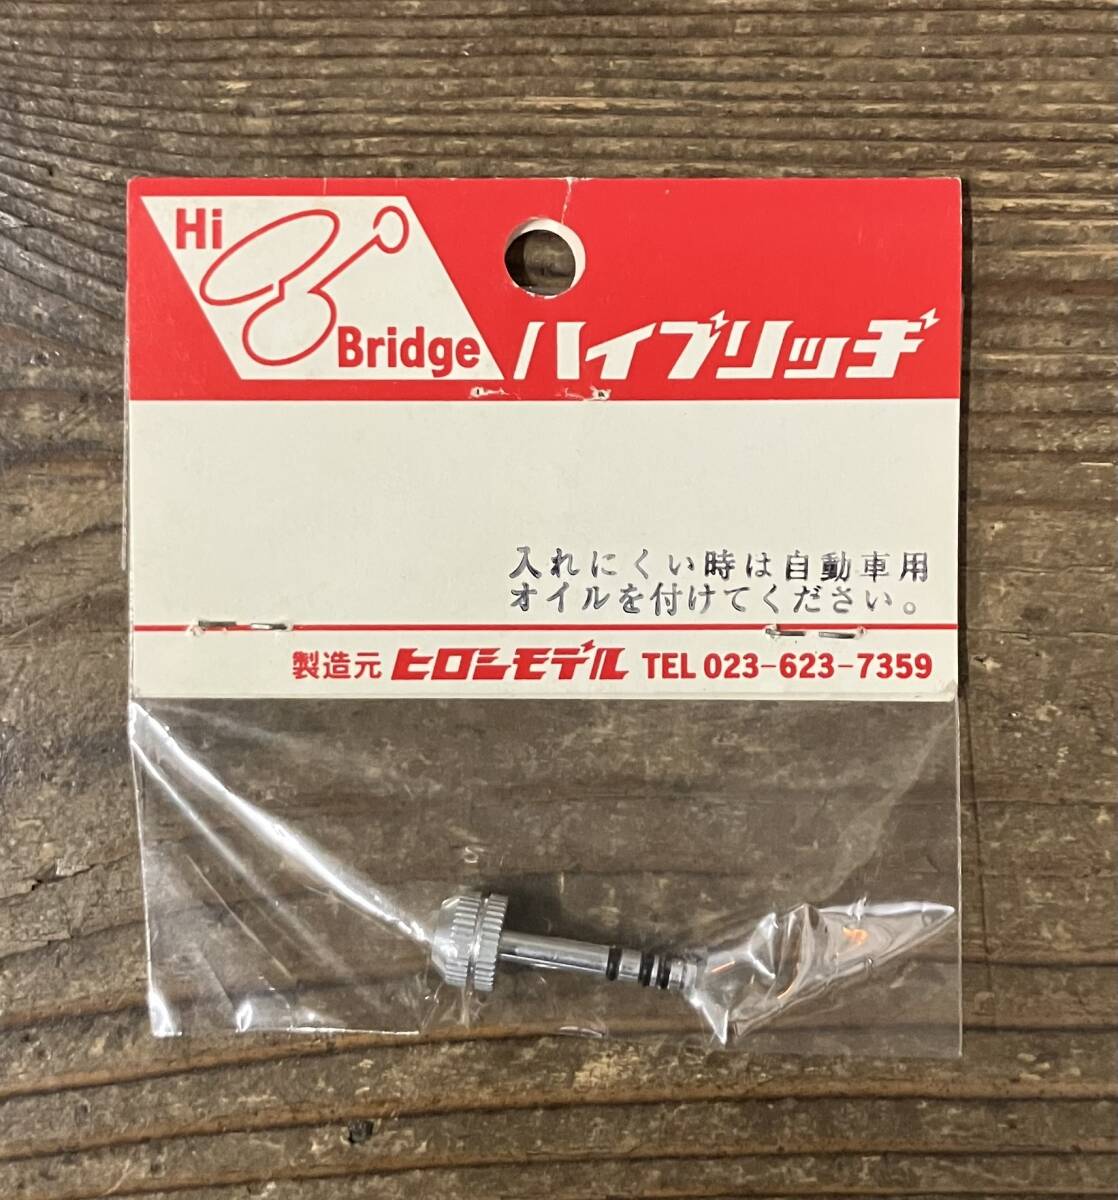 Hi
Bridge
ハイブリッヂ
入れにくい時は自動車用
オイルを付けてください。
製造元 ヒロシモデル TEL 023-623-7359